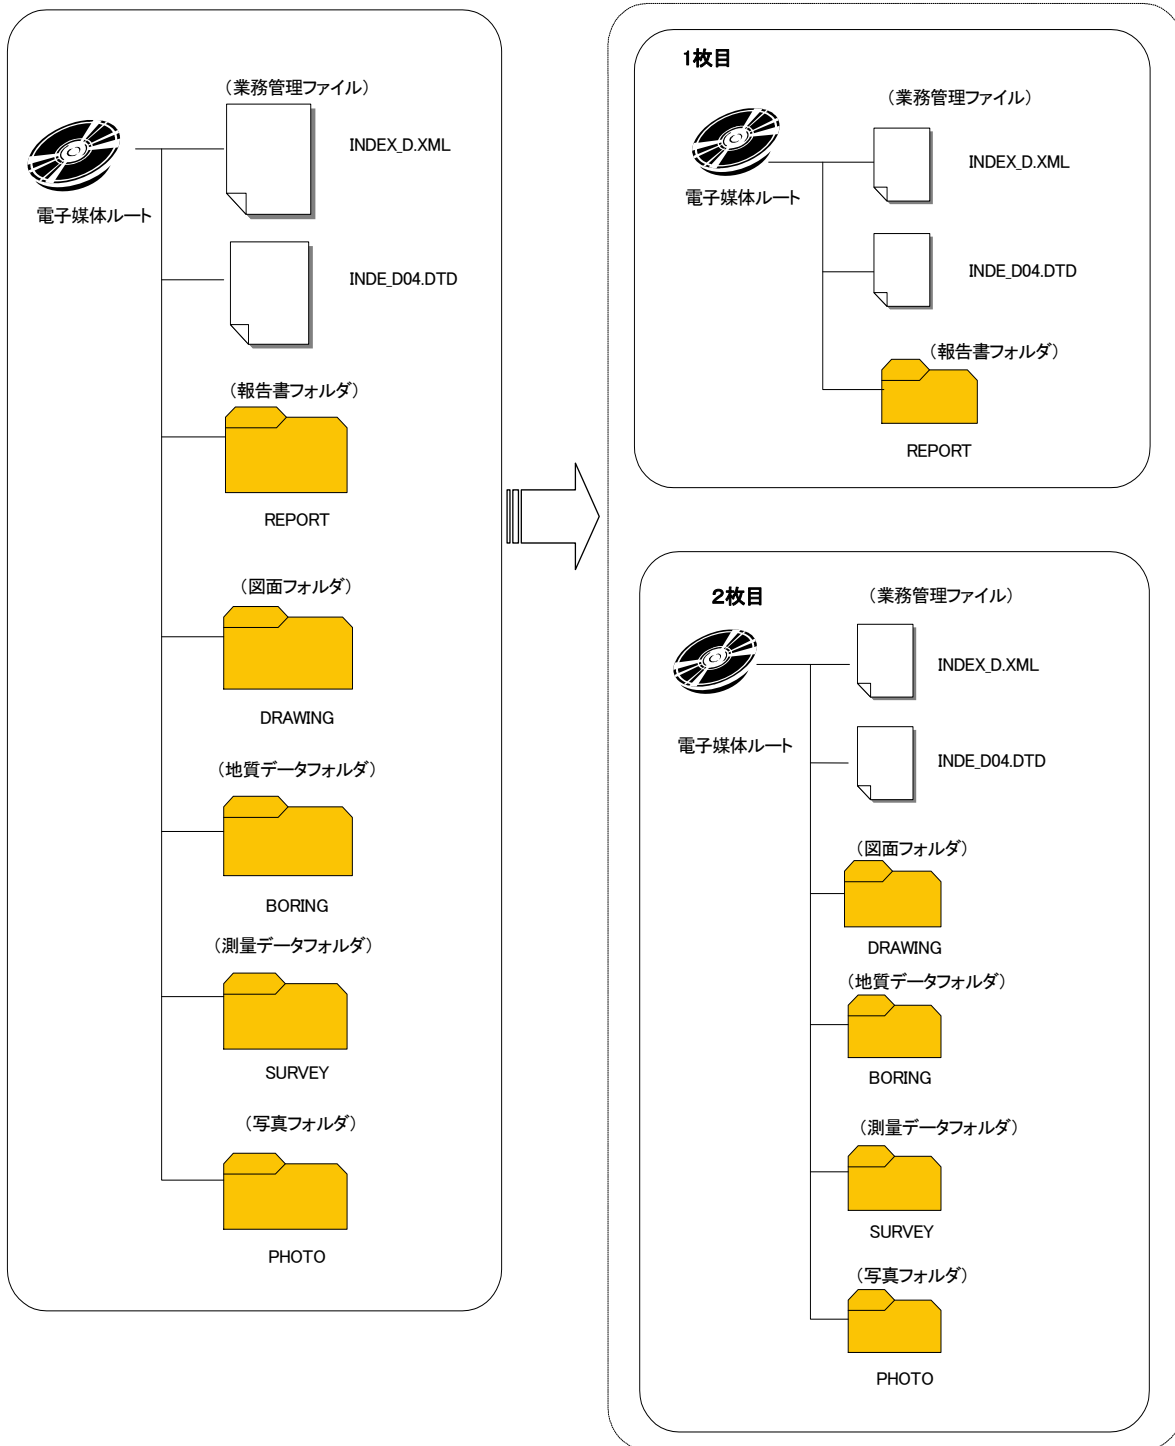 （業務管理ファイル）
INDEX_D.XML
電子媒体ルート
INDE_D04.DTD
（報告書フォルダ）
REPORT
（図面フォルダ）
DRAWING
（地質データフォルダ）
BORING
（測量データフォルダ）
SURVEY
（写真フォルダ）
PHOTO
1枚目
（業務管理ファイル）
INDEX_D.XML
電子媒体ルート
INDE_D04.DTD
（報告書フォルダ）
REPORT
2枚目
（業務管理ファイル）
INDEX_D.XML
電子媒体ルート
INDE_D04.DTD
（図面フォルダ）
DRAWING
（地質データフォルダ）
BORING
（測量データフォルダ）
SURVEY
（写真フォルダ）
PHOTO